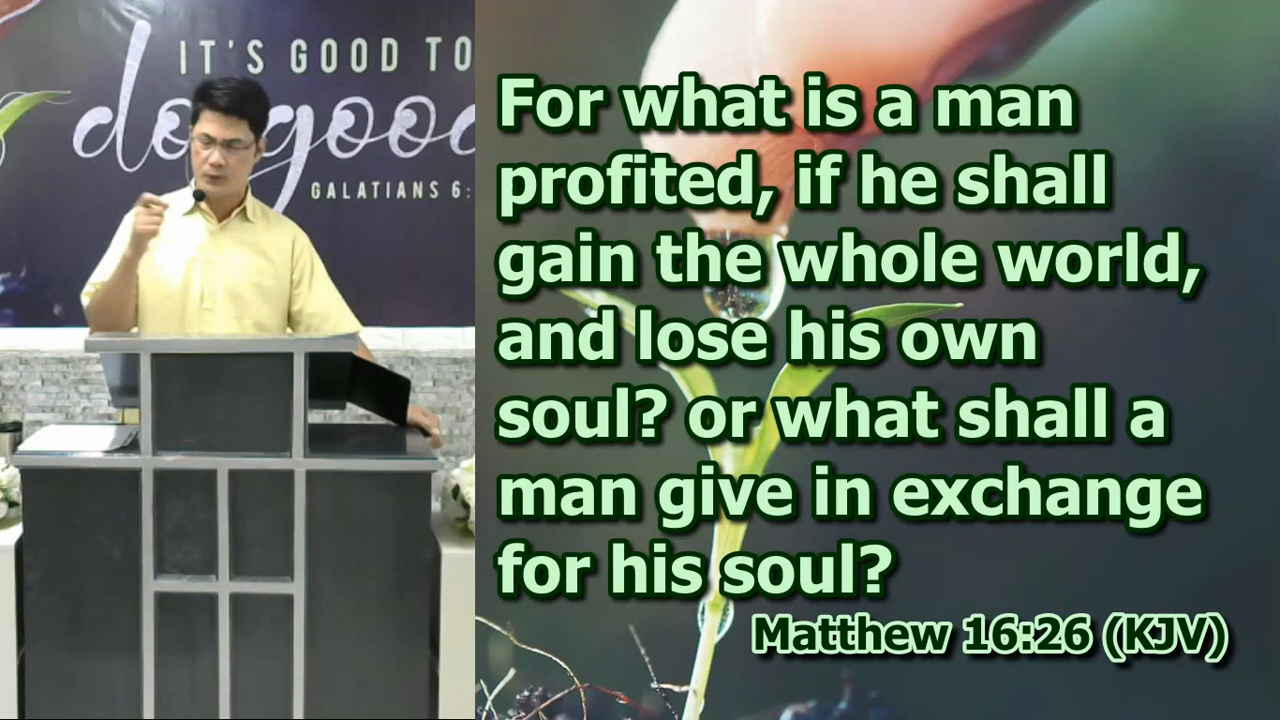 IT'S GOOD TO
do good
GALATIANS 6:
For what is a man
profited, if he shall
gain the whole world,
and lose his own
soul? or what shall a
man give in exchange
for his soul?
Matthew 16:26 (KJV)